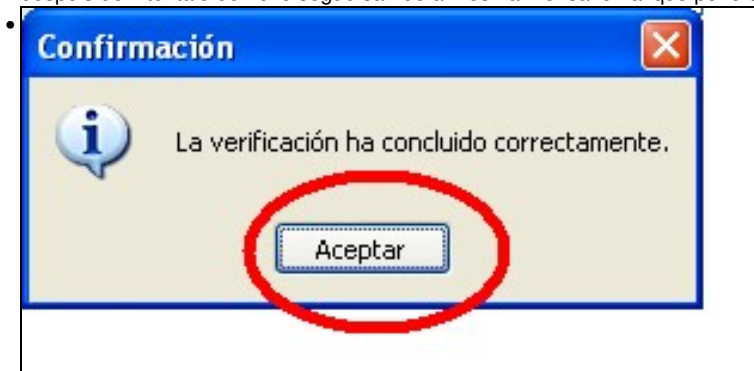 Confirmación
La verificación ha concluido correctamente.
Aceptar